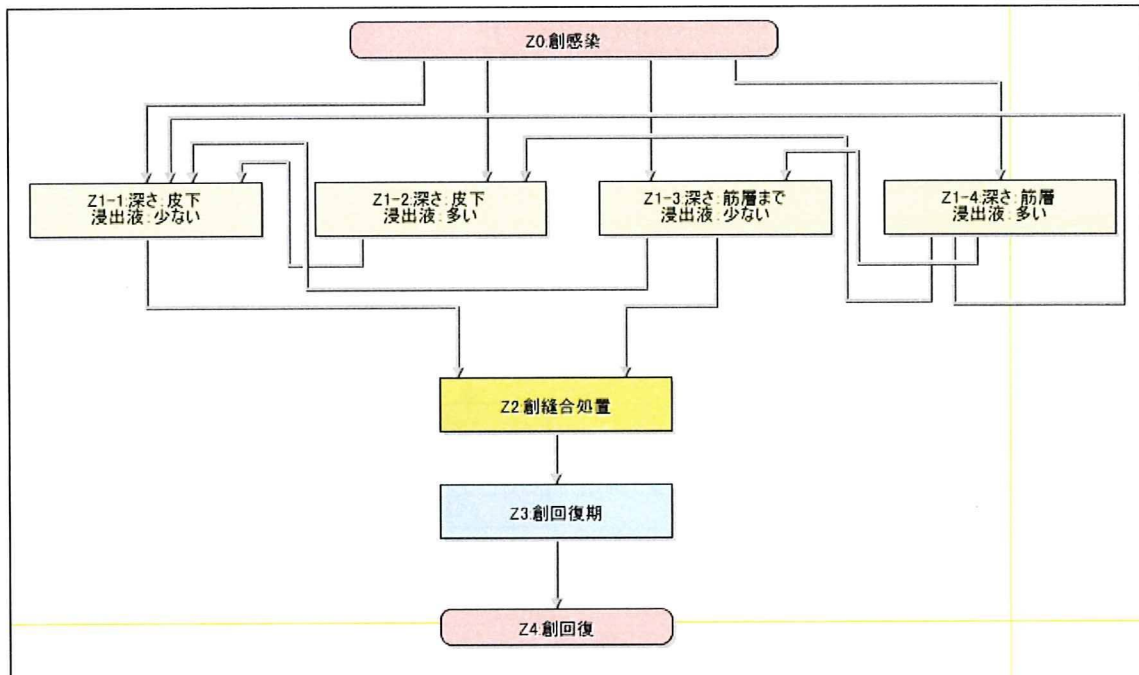 Z0:創感染
Z1-1:深さ:皮下
浸出液:少ない
Z1-2:深さ:皮下
浸出液:多い
Z1-3:深さ:筋層まで
浸出液:少ない
Z1-4:深さ:筋層
浸出液:多い
Z2:創縫合処置
Z3:創回復期
Z4:創回復